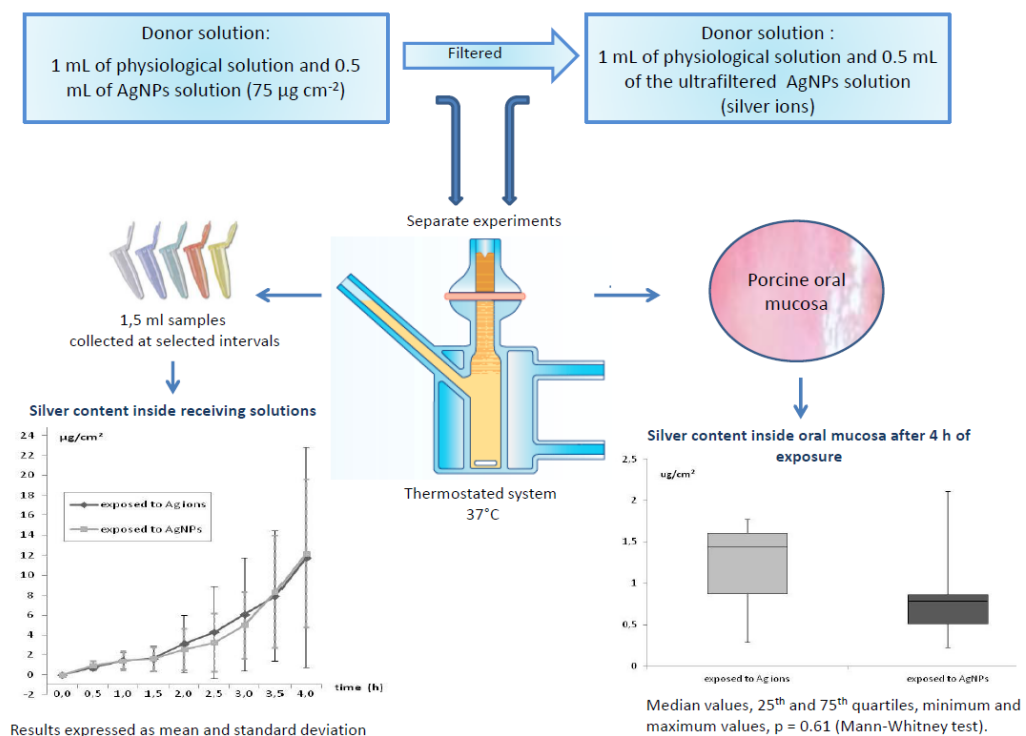 Donor solution:
1 mL of physiological solution and 0.5
mL of AgNPs solution (75 µg cm⁻²)
Filtered
Donor solution :
1 mL of physiological solution and 0.5 mL
of the ultrafiltered AgNPs solution
(silver ions)
Separate experiments
1,5 ml samples
collected at selected intervals
Porcine oral
mucosa
Thermostated system
37°C
Silver content inside receiving solutions
µg/cm²
24
22
20
18
16
14
12
10
8
6
4
2
0
-2
exposed to Ag ions
exposed to AgNPs
0,0 0,5 1,0 1,5 2,0 2,5 3,0 3,5 4,0
time (h)
Results expressed as mean and standard deviation
Silver content inside oral mucosa after 4 h of
exposure
ug/cm²
2.5
2
1.5
1
0.5
0
exposed to Ag ions exposed to AgNPs
Median values, 25th and 75th quartiles, minimum and
maximum values, p = 0.61 (Mann-Whitney test).